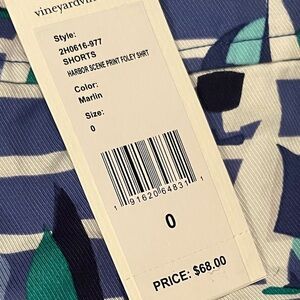 vineyardvin
Style:
2H0616-977
SHORTS
HARBOR SCENE PRINT FOLEY SHRT
Color:
Marlin
Size:
0
1 91620 64831 1
0
PRICE: $68.00